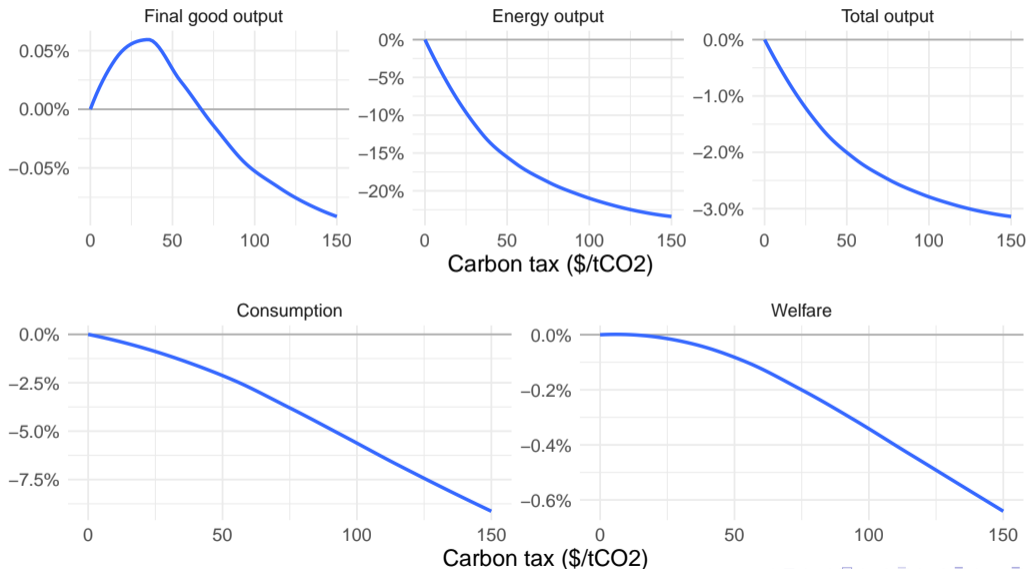 Final good output
Energy output
Total output
0.05%
0.00%
−0.05%
0%
−5%
−10%
−15%
−20%
0.0%
−1.0%
−2.0%
−3.0%
0 50 100 150
0 50 100 150
0 50 100 150
Carbon tax ($/tCO2)
Consumption
Welfare
0.0%
−2.5%
−5.0%
−7.5%
0.0%
−0.2%
−0.4%
−0.6%
0 50 100 150
0 50 100 150
Carbon tax ($/tCO2)